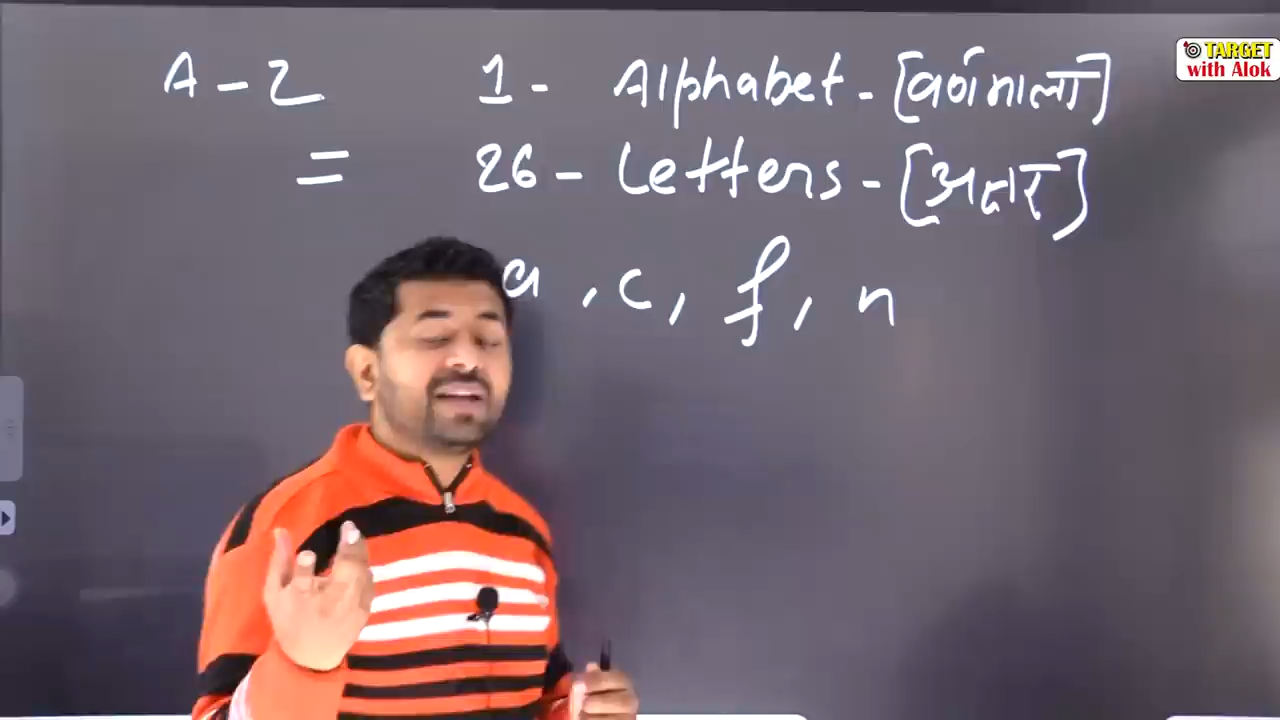 A - Z 1 - Alphabet - [वर्णमाला]
= 26 - Letters - [अक्षर]
a , c , f , n
TARGET
with Alok